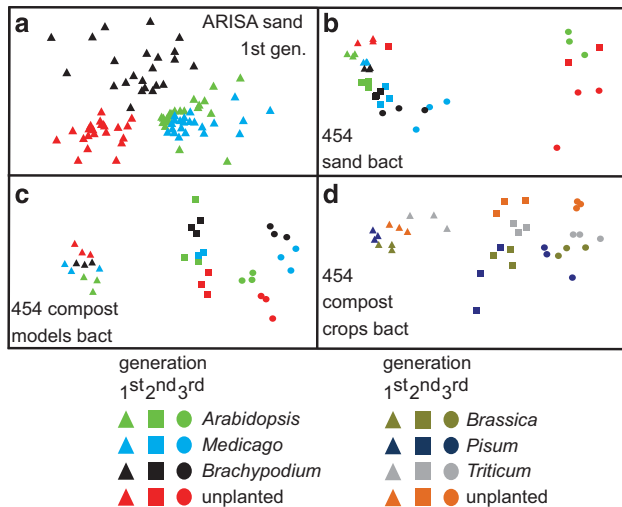 a
ARISA sand
1st gen.
b
454
sand bact
c
454 compost
models bact
d
454
compost
crops bact
generation
1st2nd3rd
Arabidopsis
Medicago
Brachypodium
unplanted
generation
1st2nd3rd
Brassica
Pisum
Triticum
unplanted